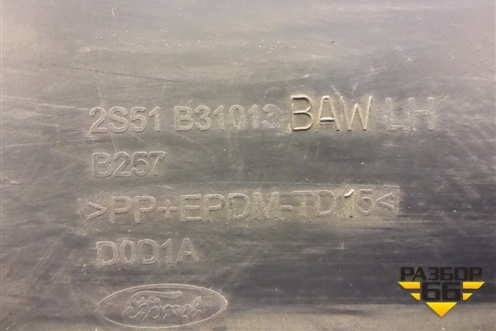 2S51 B31013 BAW LH
B257
>PP+EPDM-TD15<
D0D1A
Ford
РАЗБОР
66